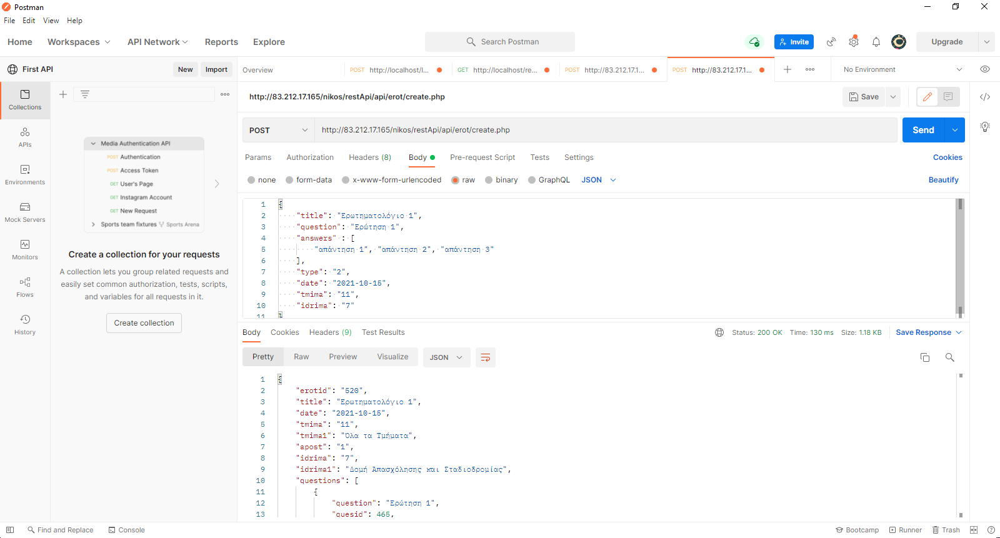 Postman
File Edit View Help
Home Workspaces API Network Reports Explore Search Postman Invite Upgrade
First API New Import
Overview POST http://localhost/l... GET http://localhost/re... POST http://83.212.17.1... POST http://83.212.17.1... No Environment
Collections
APIs
Environments
Mock Servers
Monitors
Flows
History
Media Authentication API
POST Authentication
POST Access Token
GET User's Page
GET Instagram Account
GET New Request
Sports team fixtures Sports Arena
Create a collection for your requests
A collection lets you group related requests and
easily set common authorization, tests, scripts,
and variables for all requests in it.
Create collection
http://83.212.17.165/nikos/restApi/api/erot/create.php Save
POST http://83.212.17.165/nikos/restApi/api/erot/create.php Send
Params Authorization Headers (8) Body Pre-request Script Tests Settings Cookies
none form-data x-www-form-urlencoded raw binary GraphQL JSON Beautify
1 {
2 "title": "Ερωτηματολόγιο 1",
3 "question": "Ερώτηση 1",
4 "answers" : [
5 "απάντηση 1", "απάντηση 2", "απάντηση 3"
6 ],
7 "type": "2",
8 "date": "2021-10-15",
9 "tmima": "11",
10 "idrima": "7"
11 }
Body Cookies Headers (9) Test Results Status: 200 OK Time: 130 ms Size: 1.18 KB Save Response
Pretty Raw Preview Visualize JSON
1 {
2 "erotid": "520",
3 "title": "Ερωτηματολόγιο 1",
4 "date": "2021-10-15",
5 "tmima": "11",
6 "tmima1": "Όλα τα Τμήματα",
7 "apost": "1",
8 "idrima": "7",
9 "idrima1": "Δομή Απασχόλησης και Σταδιοδρομίας",
10 "questions": [
11 {
12 "question": "Ερώτηση 1",
13 "quesid": 465,
Find and Replace Console Bootcamp Runner Trash